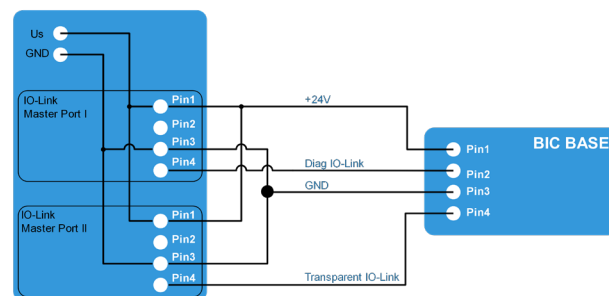 Us
GND
IO-Link
Master Port I
Pin1
Pin2
Pin3
Pin4
IO-Link
Master Port II
Pin1
Pin2
Pin3
Pin4
+24V
Diag IO-Link
GND
Transparent IO-Link
BIC BASE
Pin1
Pin2
Pin3
Pin4